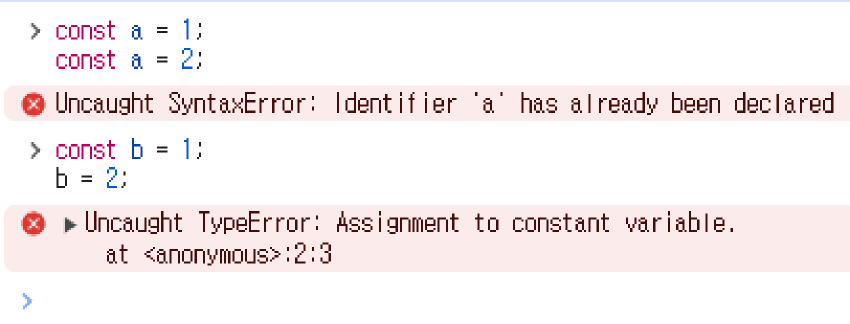 > const a = 1;
const a = 2;
Uncaught SyntaxError: Identifier 'a' has already been declared
> const b = 1;
b = 2;
▶Uncaught TypeError: Assignment to constant variable.
at <anonymous>:2:3
>